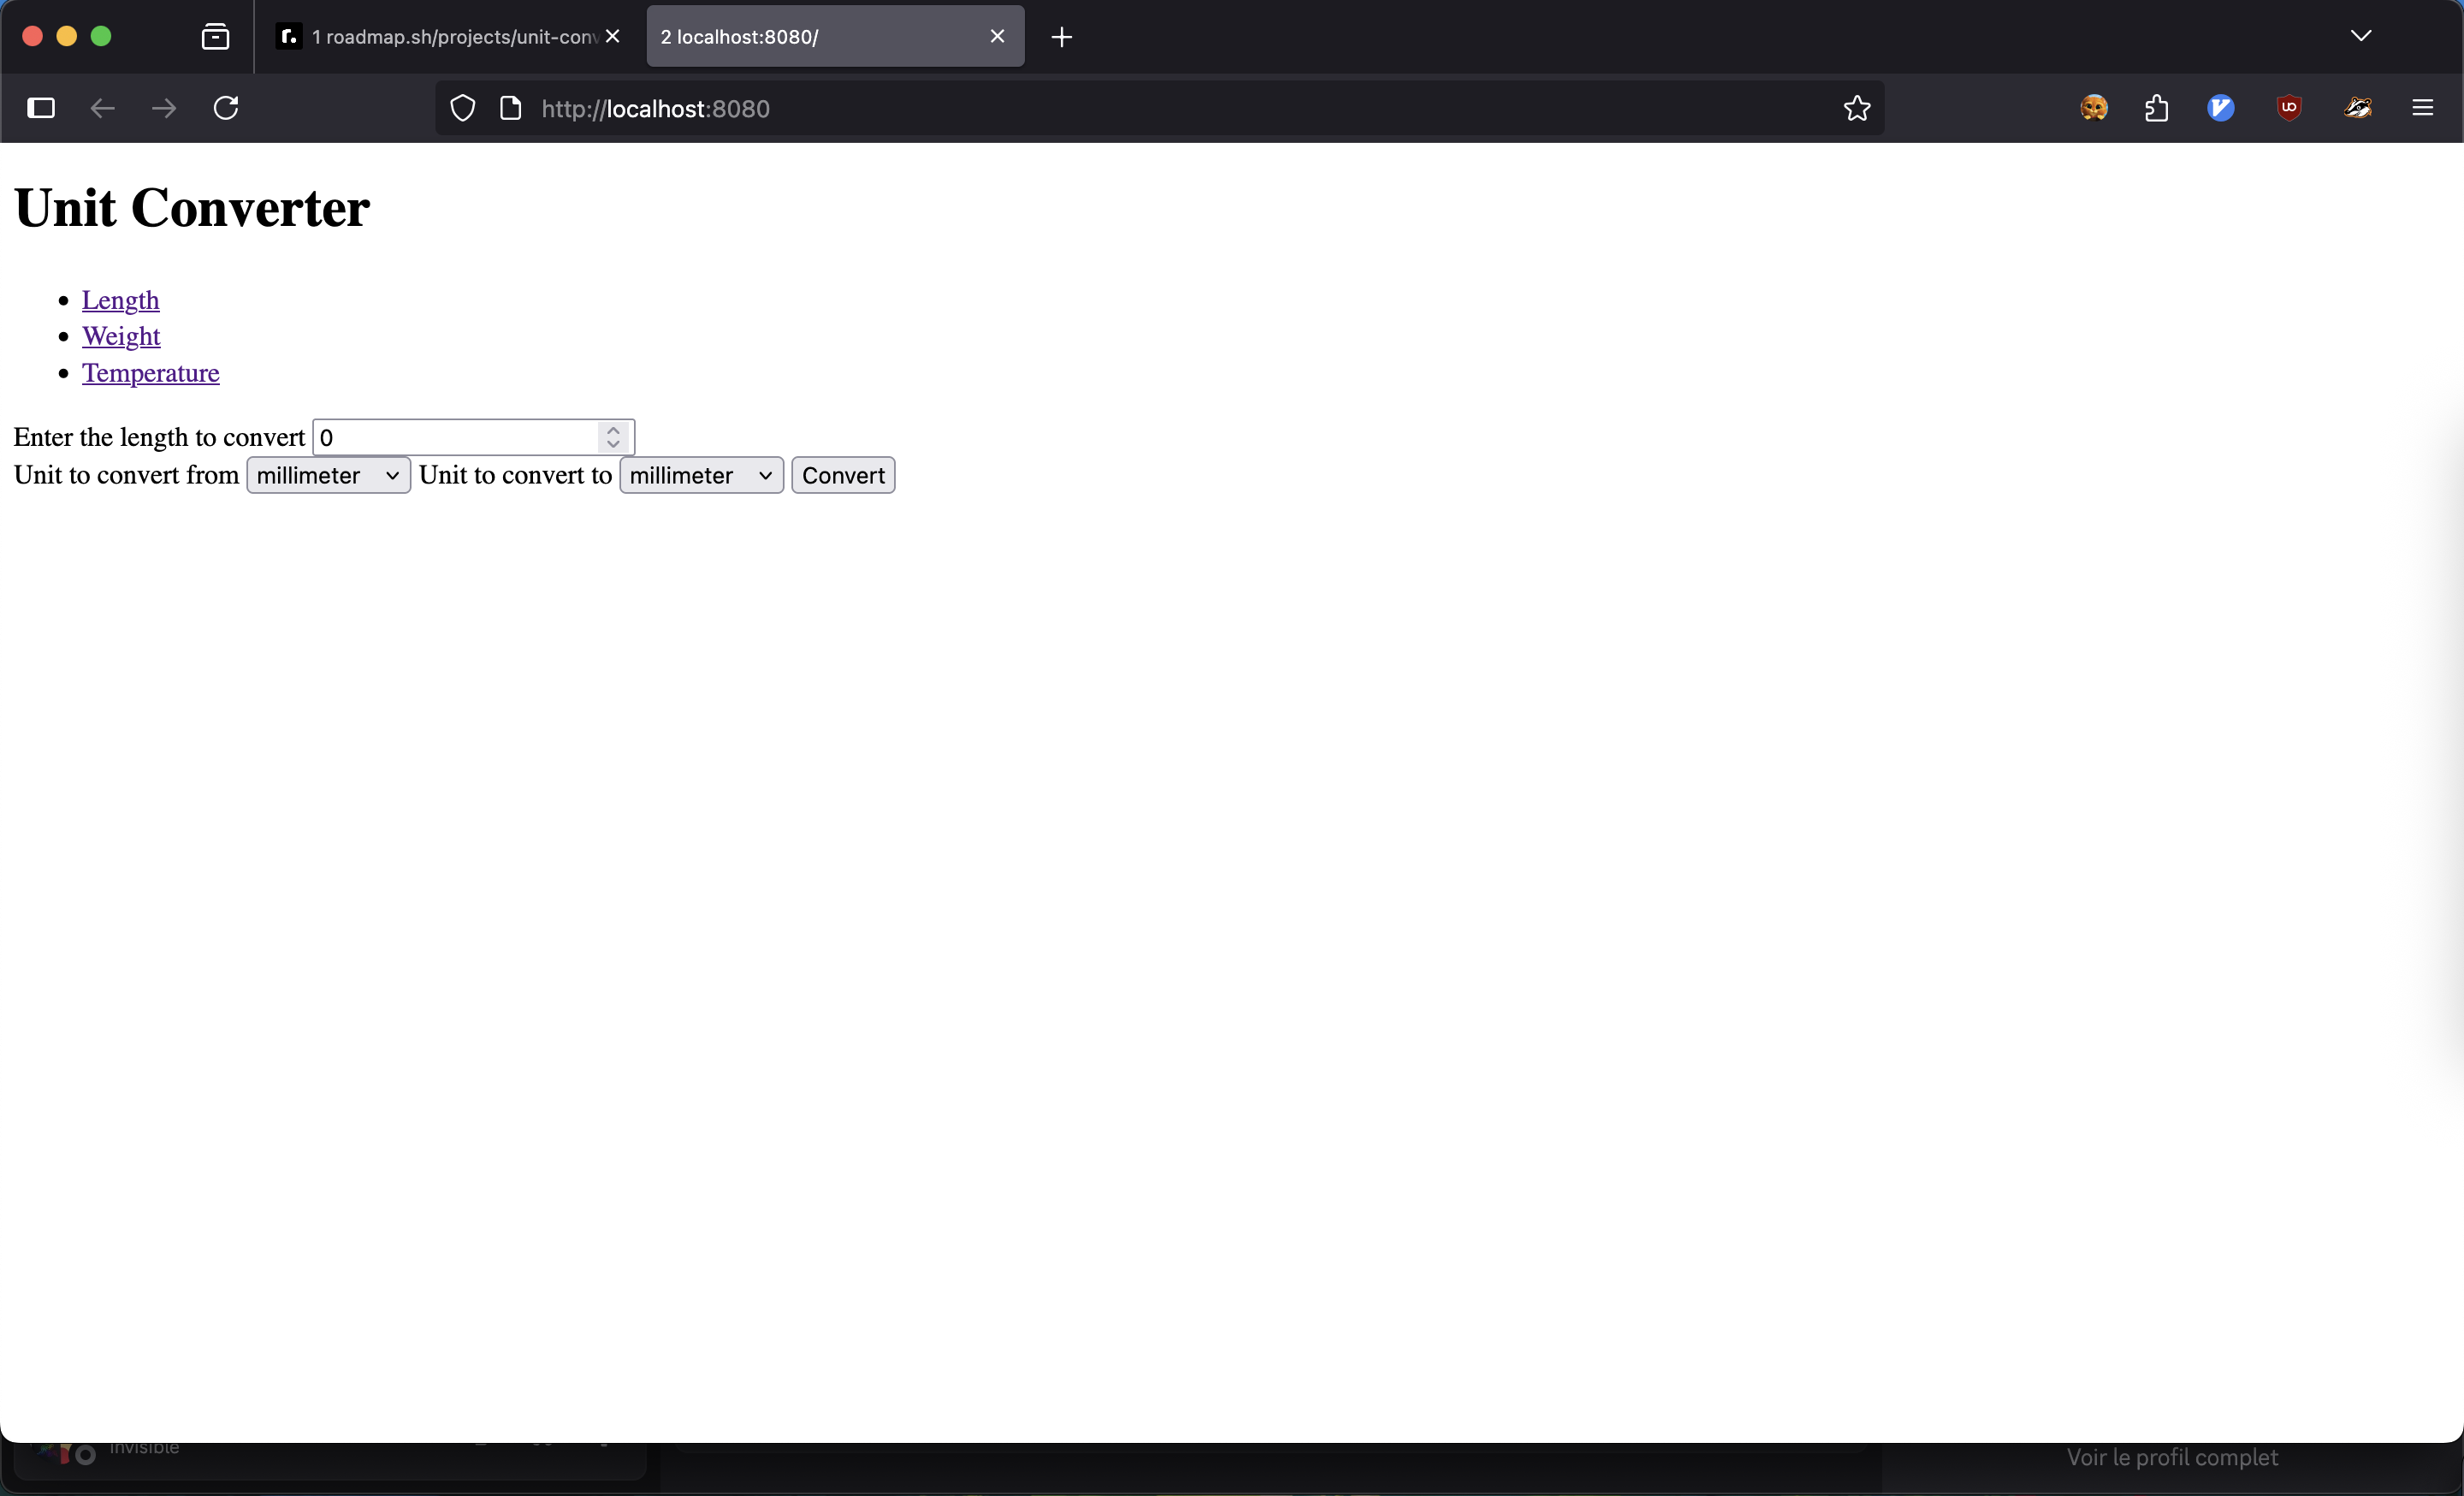 1 roadmap.sh/projects/unit-conv
2 localhost:8080/
http://localhost:8080
Unit Converter
Length
Weight
Temperature
Enter the length to convert 0
Unit to convert from millimeter Unit to convert to millimeter Convert
Invisible
Voir le profil complet